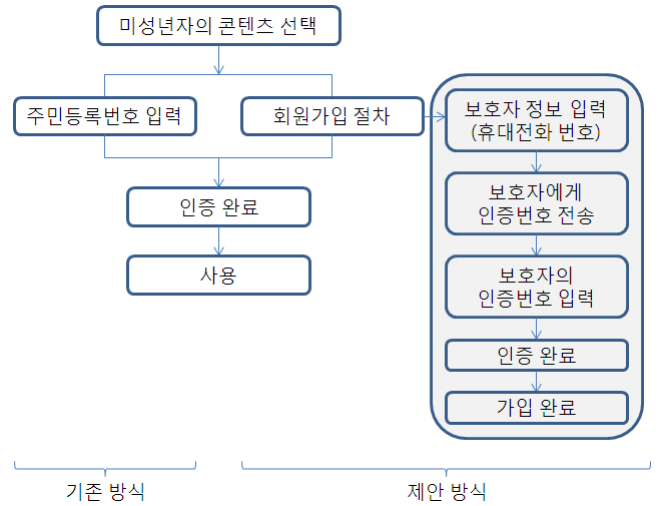 미성년자의 콘텐츠 선택
주민등록번호 입력
회원가입 절차
보호자 정보 입력
(휴대전화 번호)
보호자에게
인증번호 전송
인증 완료
사용
보호자의
인증번호 입력
인증 완료
가입 완료
기존 방식
제안 방식